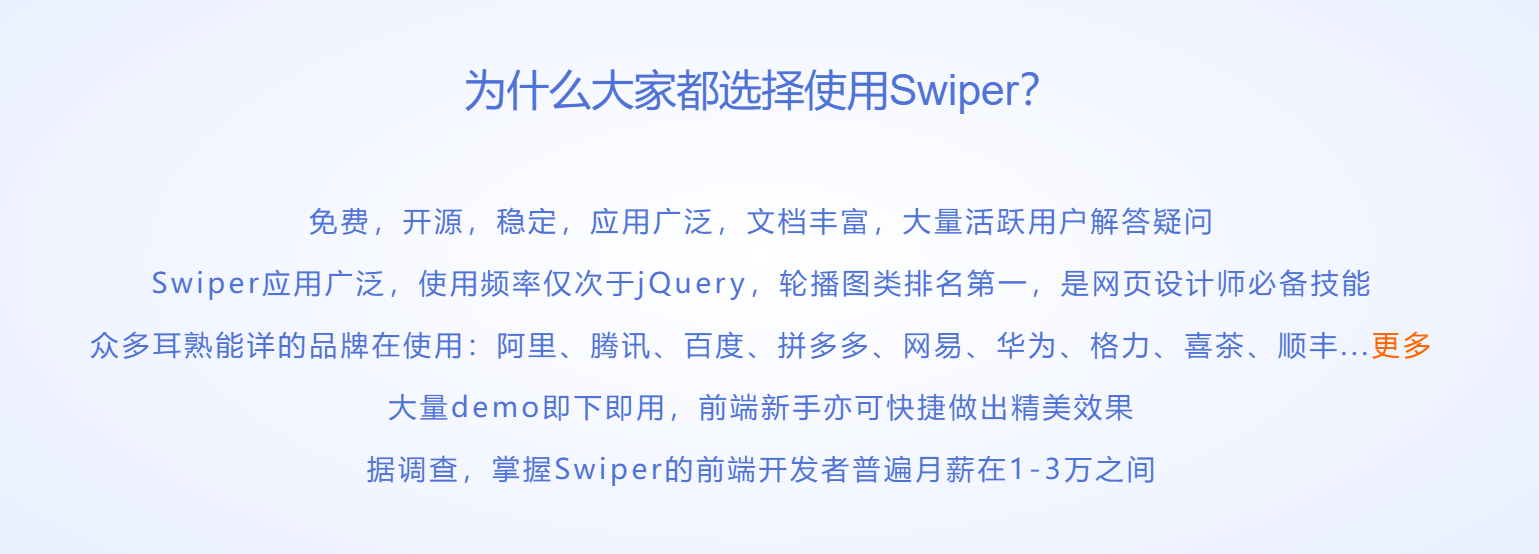 为什么大家都选择使用Swiper？
免费，开源，稳定，应用广泛，文档丰富，大量活跃用户解答疑问
Swiper应用广泛，使用频率仅次于jQuery，轮播图类排名第一，是网页设计师必备技能
众多耳熟能详的品牌在使用：阿里、腾讯、百度、拼多多、网易、华为、格力、喜茶、顺丰...更多
大量demo即下即用，前端新手亦可快捷做出精美效果
据调查，掌握Swiper的前端开发者普遍月薪在1-3万之间